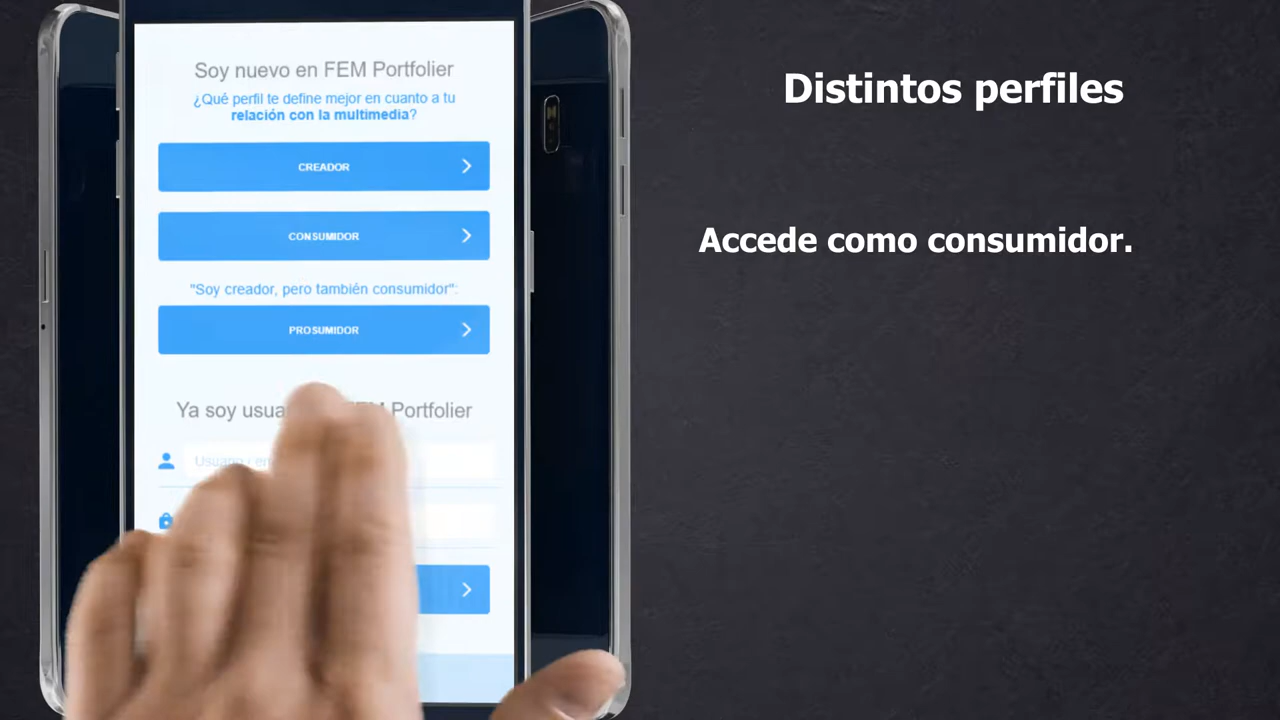 Soy nuevo en FEM Portfolier
¿Qué perfil te define mejor en cuanto a tu
relación con la multimedia?
CREADOR
CONSUMIDOR
"Soy creador, pero también consumidor":
PROSUMIDOR
Ya soy Portfolier
Distintos perfiles
Accede como consumidor.